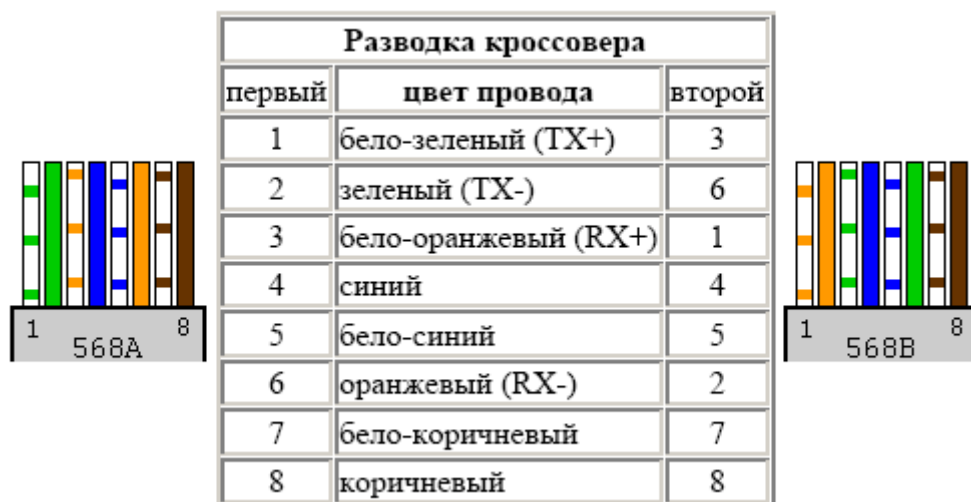 Разводка кроссовера
первый цвет провода второй
1 бело-зеленый (TX+) 3
2 зеленый (TX-) 6
3 бело-оранжевый (RX+) 1
4 синий 4
5 бело-синий 5
6 оранжевый (RX-) 2
7 бело-коричневый 7
8 коричневый 8
1 8
568A
1 8
568B